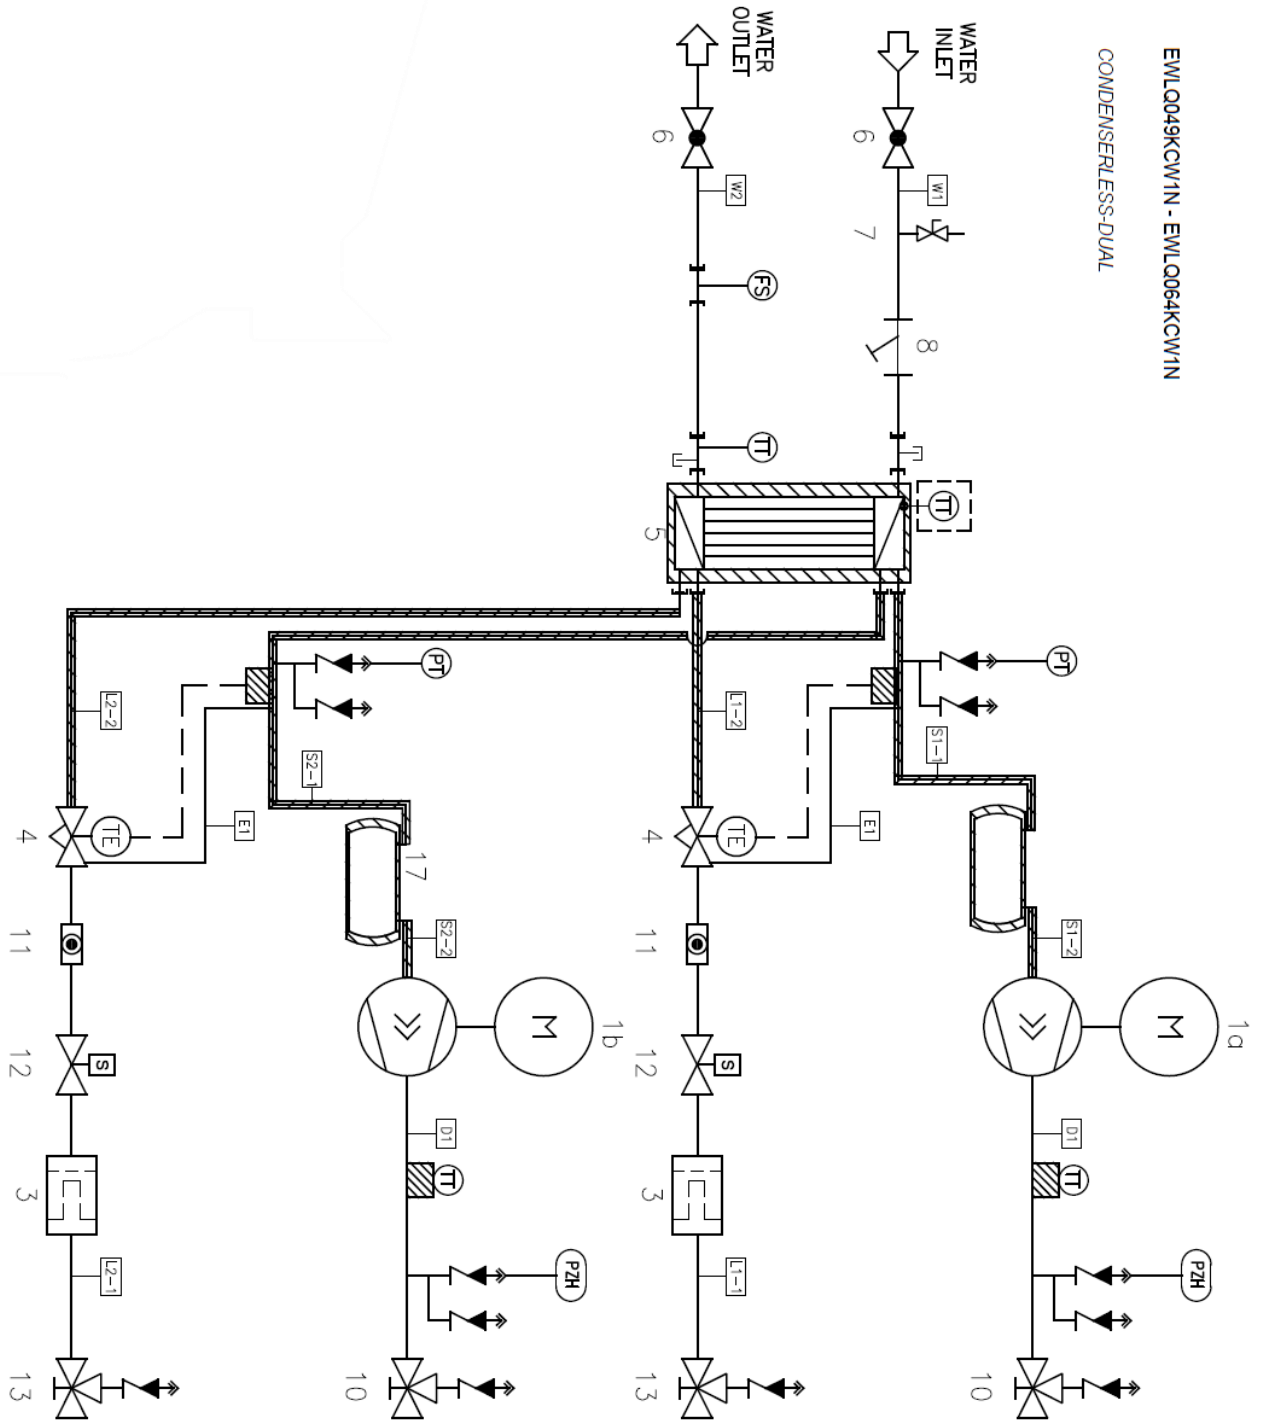 EWLQ049KCW1N - EWLQ064KCW1N
CONDENSERLESS-DUAL
WATER
INLET
WATER
OUTLET
6
6
W1
W2
7
FS
8
TT
TT
5
PT
PT
L2-2
L1-2
S2-1
S1-1
4
TE
E1
17
4
TE
E1
11
S2-2
11
S1-2
M
1b
M
1a
12
S
12
S
D1
D1
3
TT
3
TT
L2-1
PZH
L1-1
PZH
13
10
13
10